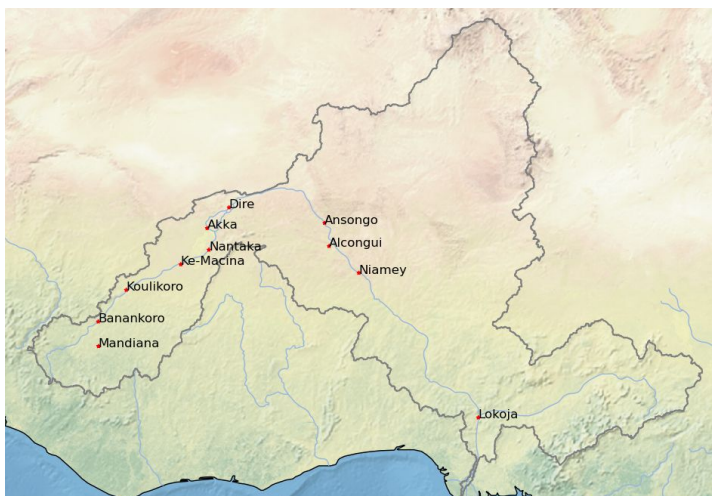 Dire
Ansongo
Akka
Alcongui
Nantaka
Ke-Macina
Niamey
Koulikoro
Banankoro
Mandiana
Lokoja